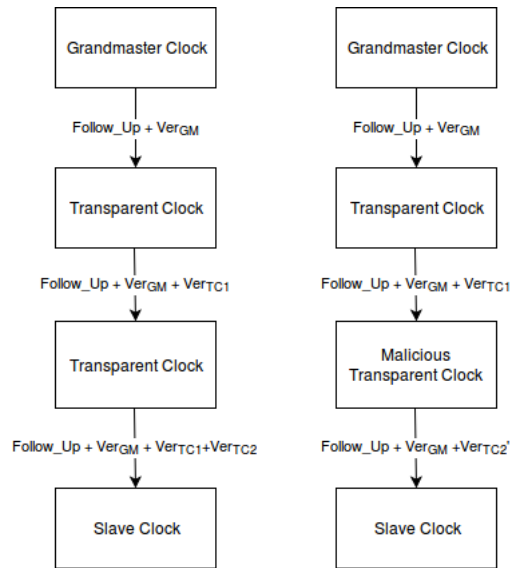 Grandmaster Clock
Follow_Up + VerGM
Transparent Clock
Follow_Up + VerGM + VerTC1
Transparent Clock
Follow_Up + VerGM + VerTC1+VerTC2
Slave Clock
Grandmaster Clock
Follow_Up + VerGM
Transparent Clock
Follow_Up + VerGM + VerTC1
Malicious
Transparent Clock
Follow_Up + VerGM +VerTC2'
Slave Clock